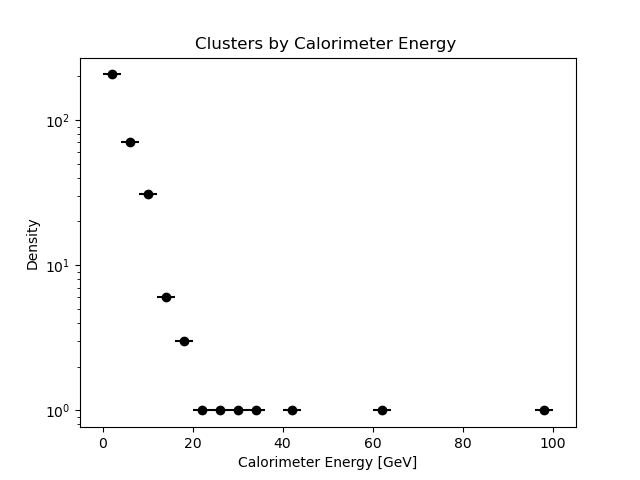 Clusters by Calorimeter Energy
Density
10²
10¹
10⁰
0 20 40 60 80 100
Calorimeter Energy [GeV]